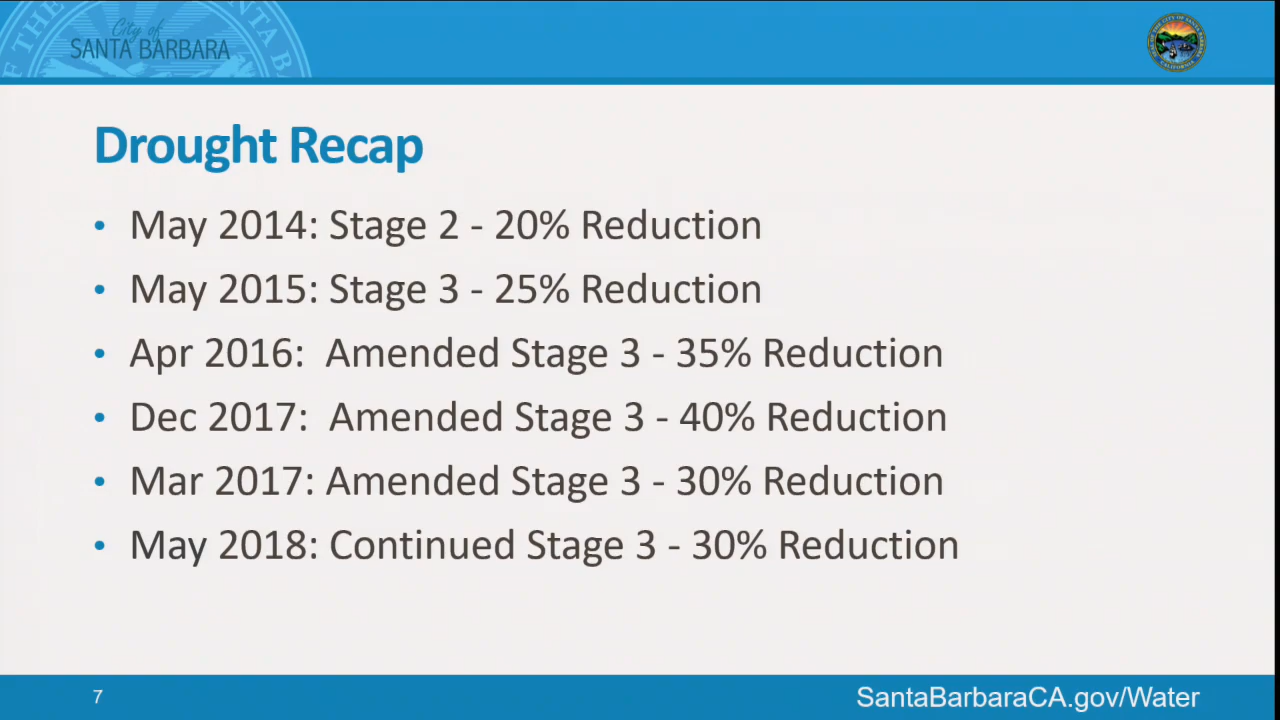 City of
SANTA BARBARA
Drought Recap
• May 2014: Stage 2 - 20% Reduction
• May 2015: Stage 3 - 25% Reduction
• Apr 2016:  Amended Stage 3 - 35% Reduction
• Dec 2017:  Amended Stage 3 - 40% Reduction
• Mar 2017: Amended Stage 3 - 30% Reduction
• May 2018: Continued Stage 3 - 30% Reduction
7
SantaBarbaraCA.gov/Water